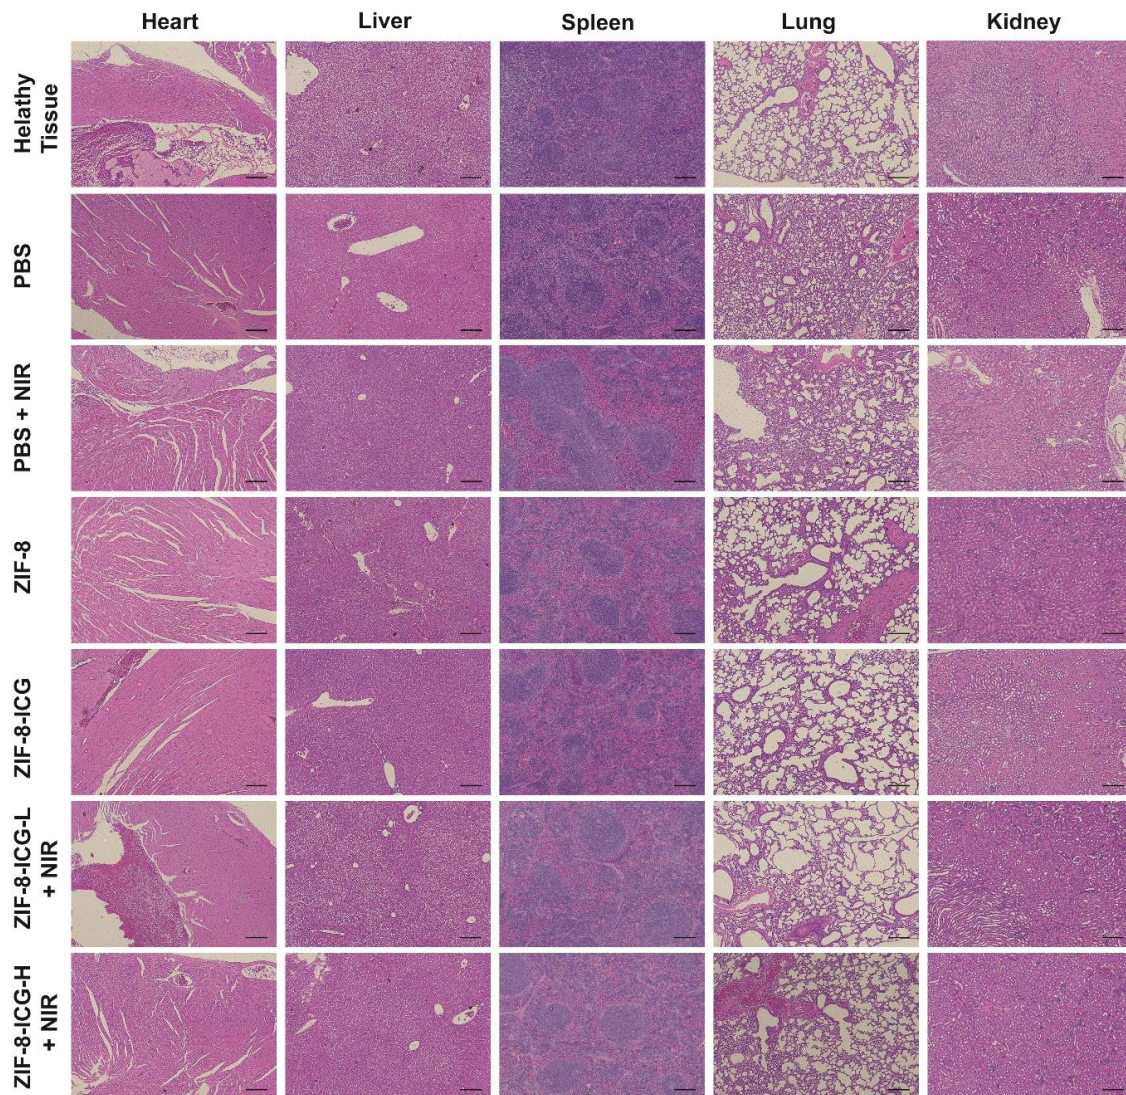 Heart Liver Spleen Lung Kidney
Helathy
Tissue
PBS
PBS + NIR
ZIF-8
ZIF-8-ICG
ZIF-8-ICG-L
+ NIR
ZIF-8-ICG-H
+ NIR